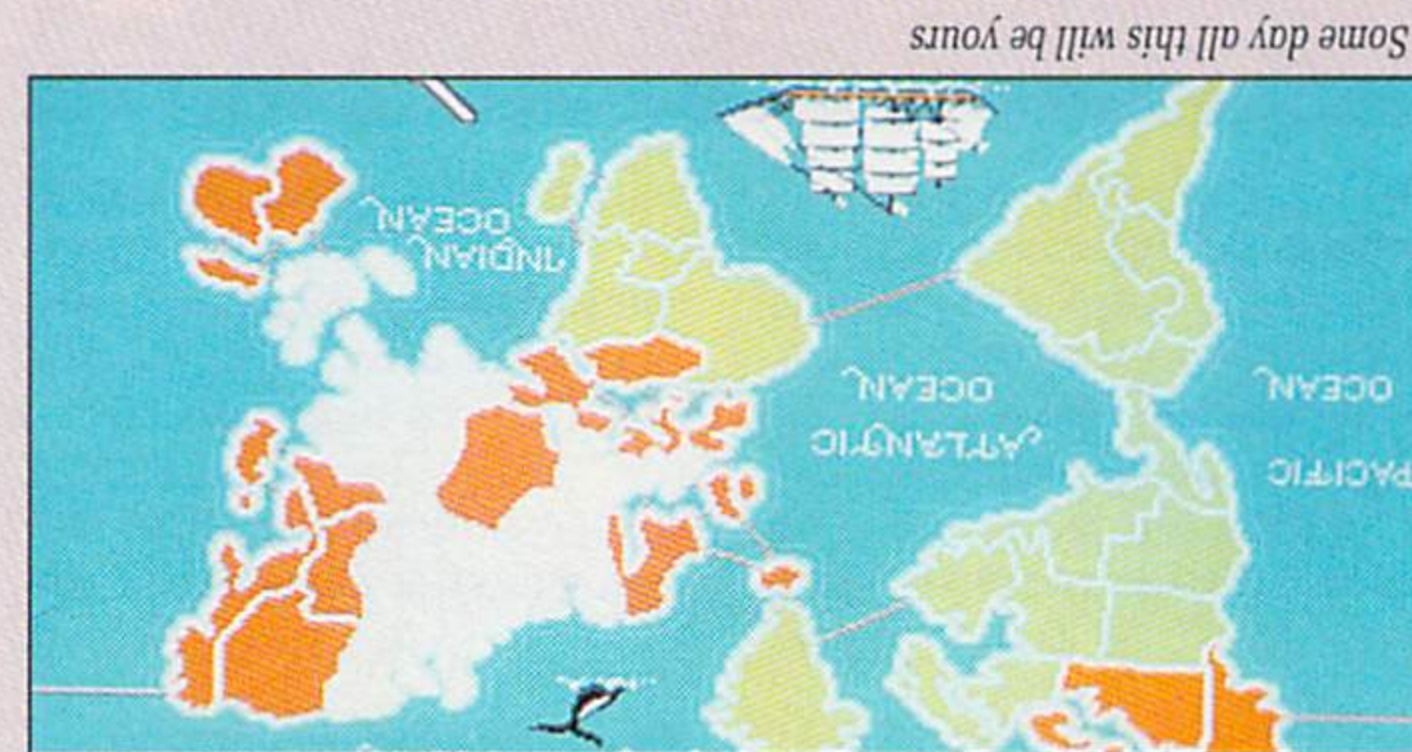 PACIFIC
OCEAN
ATLANTIC
OCEAN
INDIAN
OCEAN
Some day all this will be yours